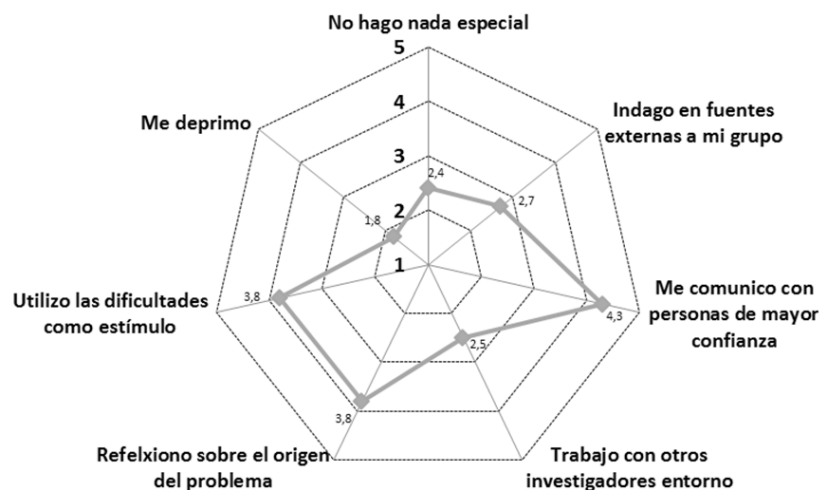 No hago nada especial
5
4
3
2
1
Indago en fuentes
externas a mi grupo
Me deprimo
2,4
2,7
1,8
Me comunico con
personas de mayor
confianza
4,3
Utilizo las dificultades
como estímulo
3,8
2,5
3,8
Refelxiono sobre el origen
del problema
Trabajo con otros
investigadores entorno